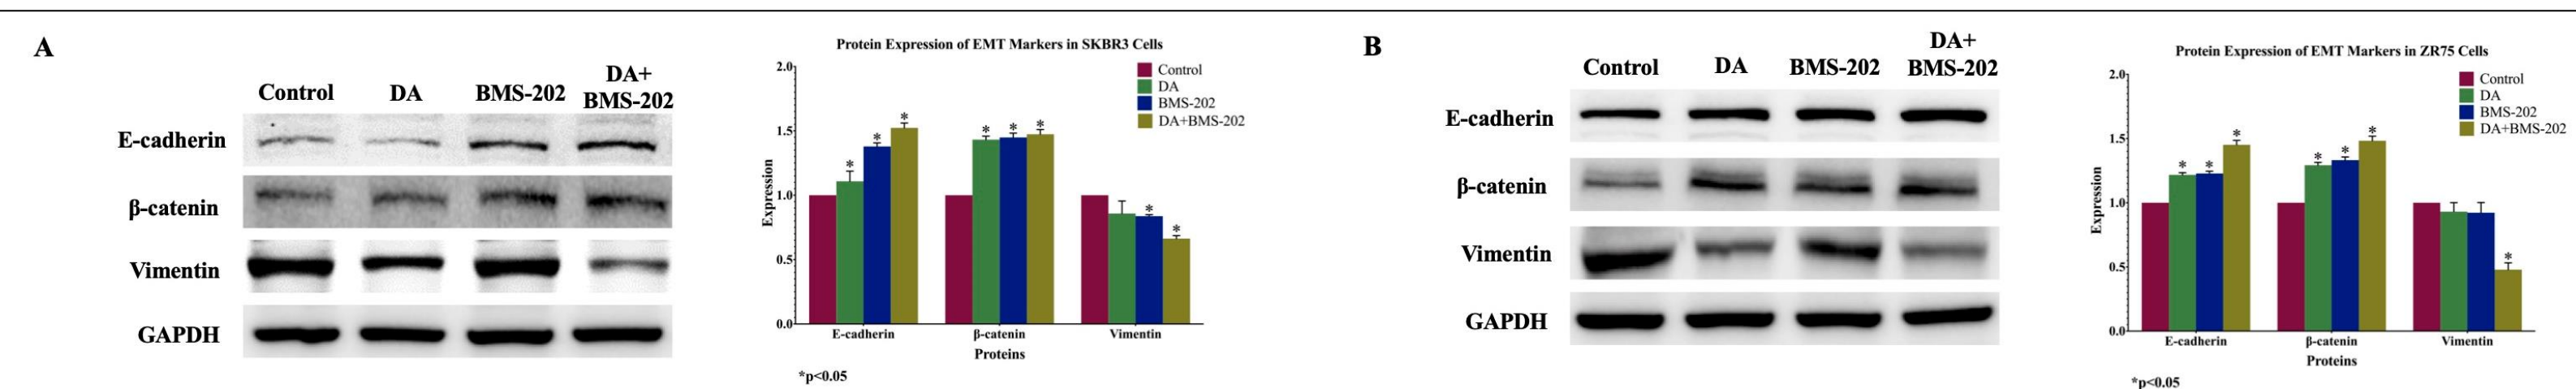 A
Control DA BMS-202 DA+
BMS-202
E-cadherin
β-catenin
Vimentin
GAPDH
Protein Expression of EMT Markers in SKBR3 Cells
Control
DA
BMS-202
DA+BMS-202
Expression
2.0
1.5
1.0
0.5
0.0
* * *
* * *
* *
E-cadherin β-catenin Vimentin
Proteins
*p<0.05
B
Control DA BMS-202 DA+
BMS-202
E-cadherin
β-catenin
Vimentin
GAPDH
Protein Expression of EMT Markers in ZR75 Cells
Control
DA
BMS-202
DA+BMS-202
Expression
2.0
1.5
1.0
0.5
0.0
* * *
* * *
*
E-cadherin β-catenin Vimentin
Proteins
*p<0.05